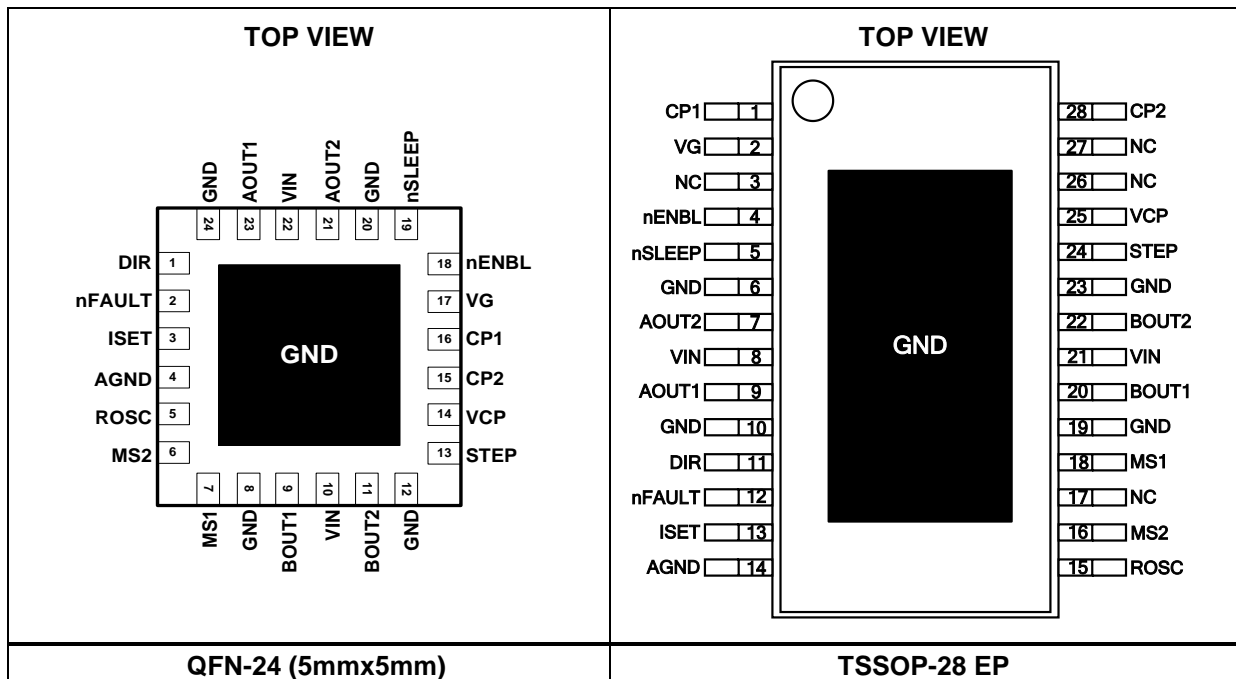 TOP VIEW
GND
AOUT1
VIN
AOUT2
GND
nSLEEP
24
23
22
21
20
19
DIR 1
nFAULT 2
ISET 3
AGND 4
ROSC 5
MS2 6
GND
18 nENBL
17 VG
16 CP1
15 CP2
14 VCP
13 STEP
7
8
9
10
11
12
MS1
GND
BOUT1
VIN
BOUT2
GND
QFN-24 (5mmx5mm)
TOP VIEW
CP1 1
VG 2
NC 3
nENBL 4
nSLEEP 5
GND 6
AOUT2 7
VIN 8
AOUT1 9
GND 10
DIR 11
nFAULT 12
ISET 13
AGND 14
GND
28 CP2
27 NC
26 NC
25 VCP
24 STEP
23 GND
22 BOUT2
21 VIN
20 BOUT1
19 GND
18 MS1
17 NC
16 MS2
15 ROSC
TSSOP-28 EP